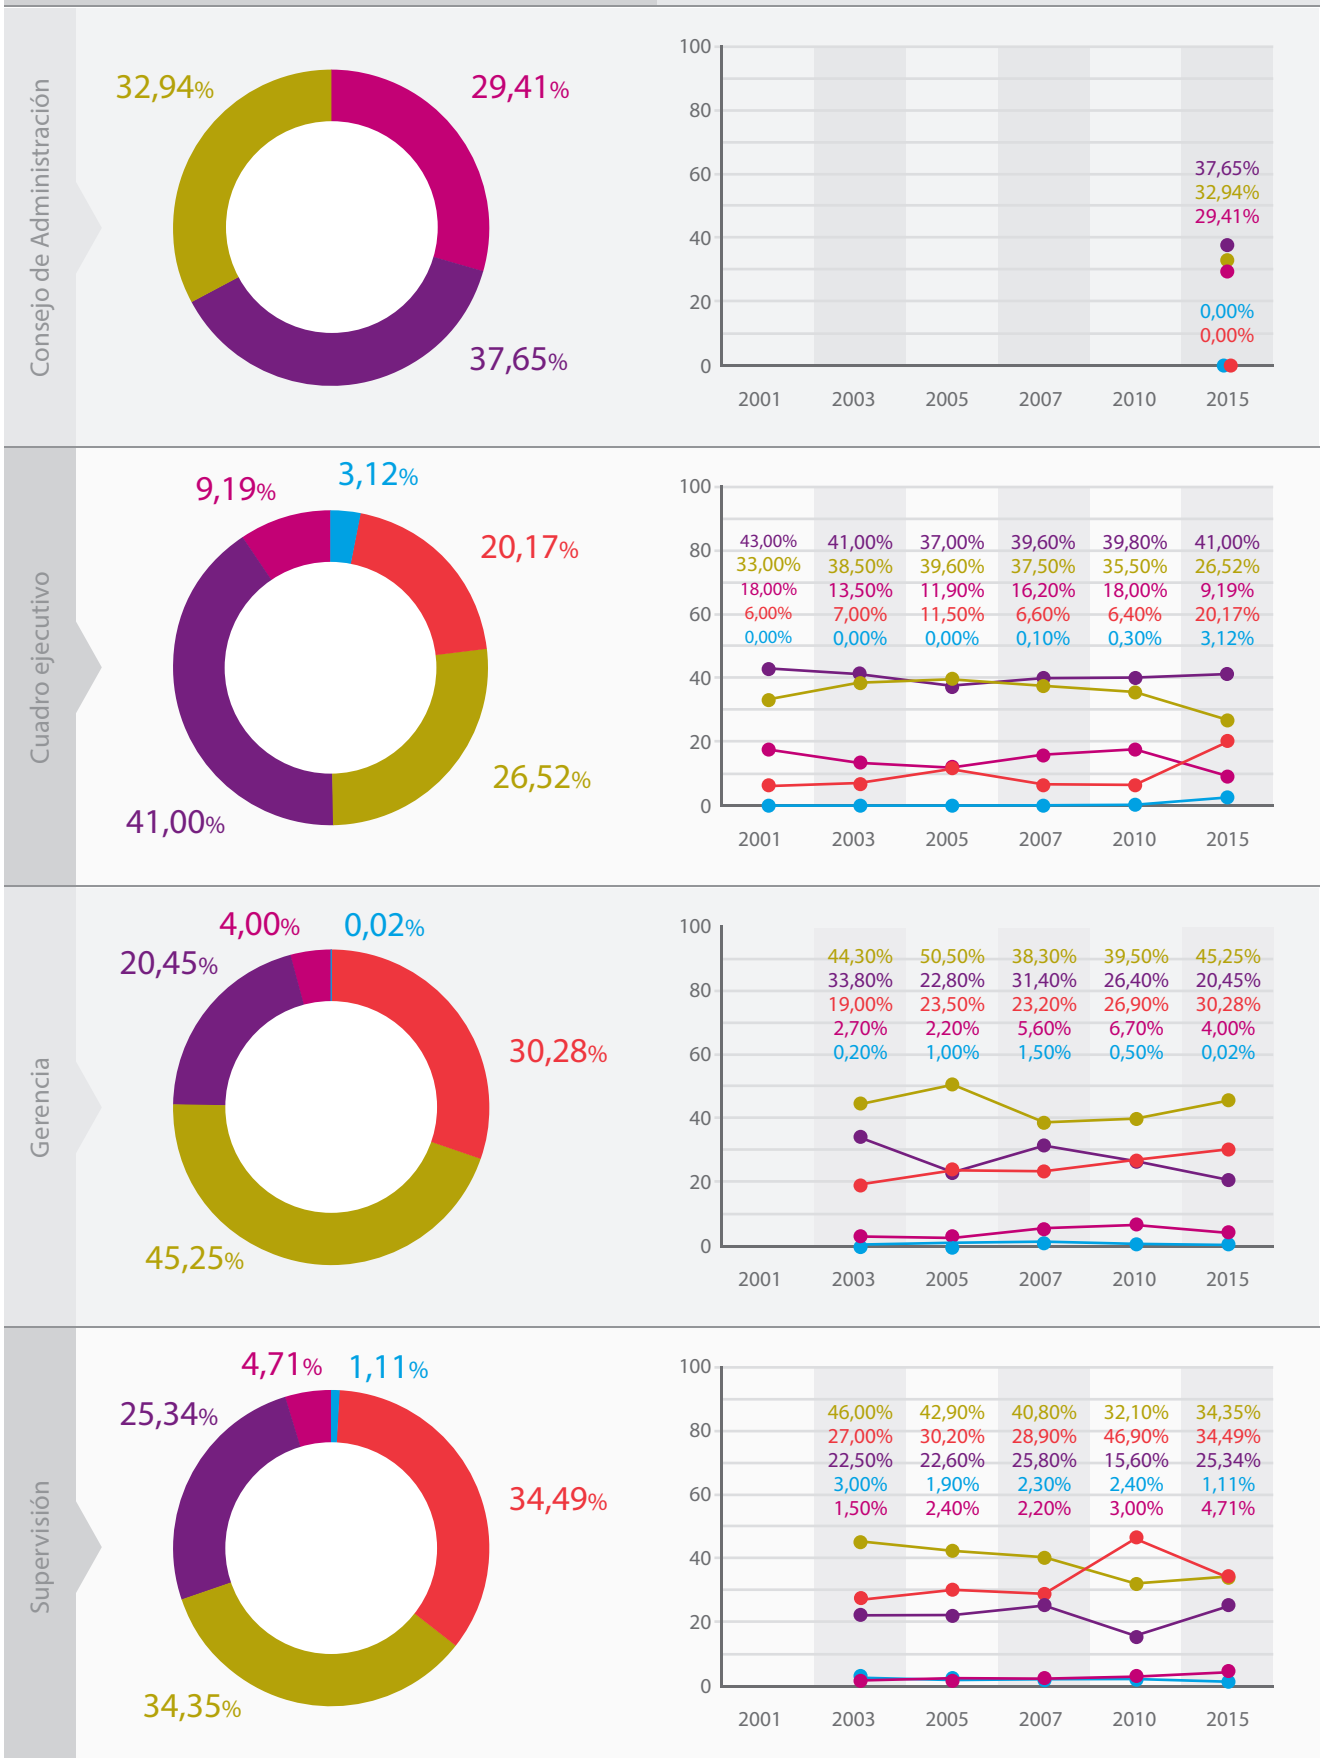 Consejo de Administración
32,94%
29,41%
37,65%
100
80
60
40
20
0
37,65%
32,94%
29,41%
0,00%
0,00%
2001 2003 2005 2007 2010 2015
Cuadro ejecutivo
9,19%
3,12%
20,17%
26,52%
41,00%
100
80
60
40
20
0
43,00% 41,00% 37,00% 39,60% 39,80% 41,00%
33,00% 38,50% 39,60% 37,50% 35,50% 26,52%
18,00% 13,50% 11,90% 16,20% 18,00% 9,19%
6,00% 7,00% 11,50% 6,60% 6,40% 20,17%
0,00% 0,00% 0,00% 0,10% 0,30% 3,12%
2001 2003 2005 2007 2010 2015
Gerencia
4,00%
0,02%
20,45%
30,28%
45,25%
100
80
60
40
20
0
44,30% 50,50% 38,30% 39,50% 45,25%
33,80% 22,80% 31,40% 26,40% 20,45%
19,00% 23,50% 23,20% 26,90% 30,28%
2,70% 2,20% 5,60% 6,70% 4,00%
0,20% 1,00% 1,50% 0,50% 0,02%
2001 2003 2005 2007 2010 2015
Supervisión
4,71%
1,11%
25,34%
34,49%
34,35%
100
80
60
40
20
0
46,00% 42,90% 40,80% 32,10% 34,35%
27,00% 30,20% 28,90% 46,90% 34,49%
22,50% 22,60% 25,80% 15,60% 25,34%
3,00% 1,90% 2,30% 2,40% 1,11%
1,50% 2,40% 2,20% 3,00% 4,71%
2001 2003 2005 2007 2010 2015